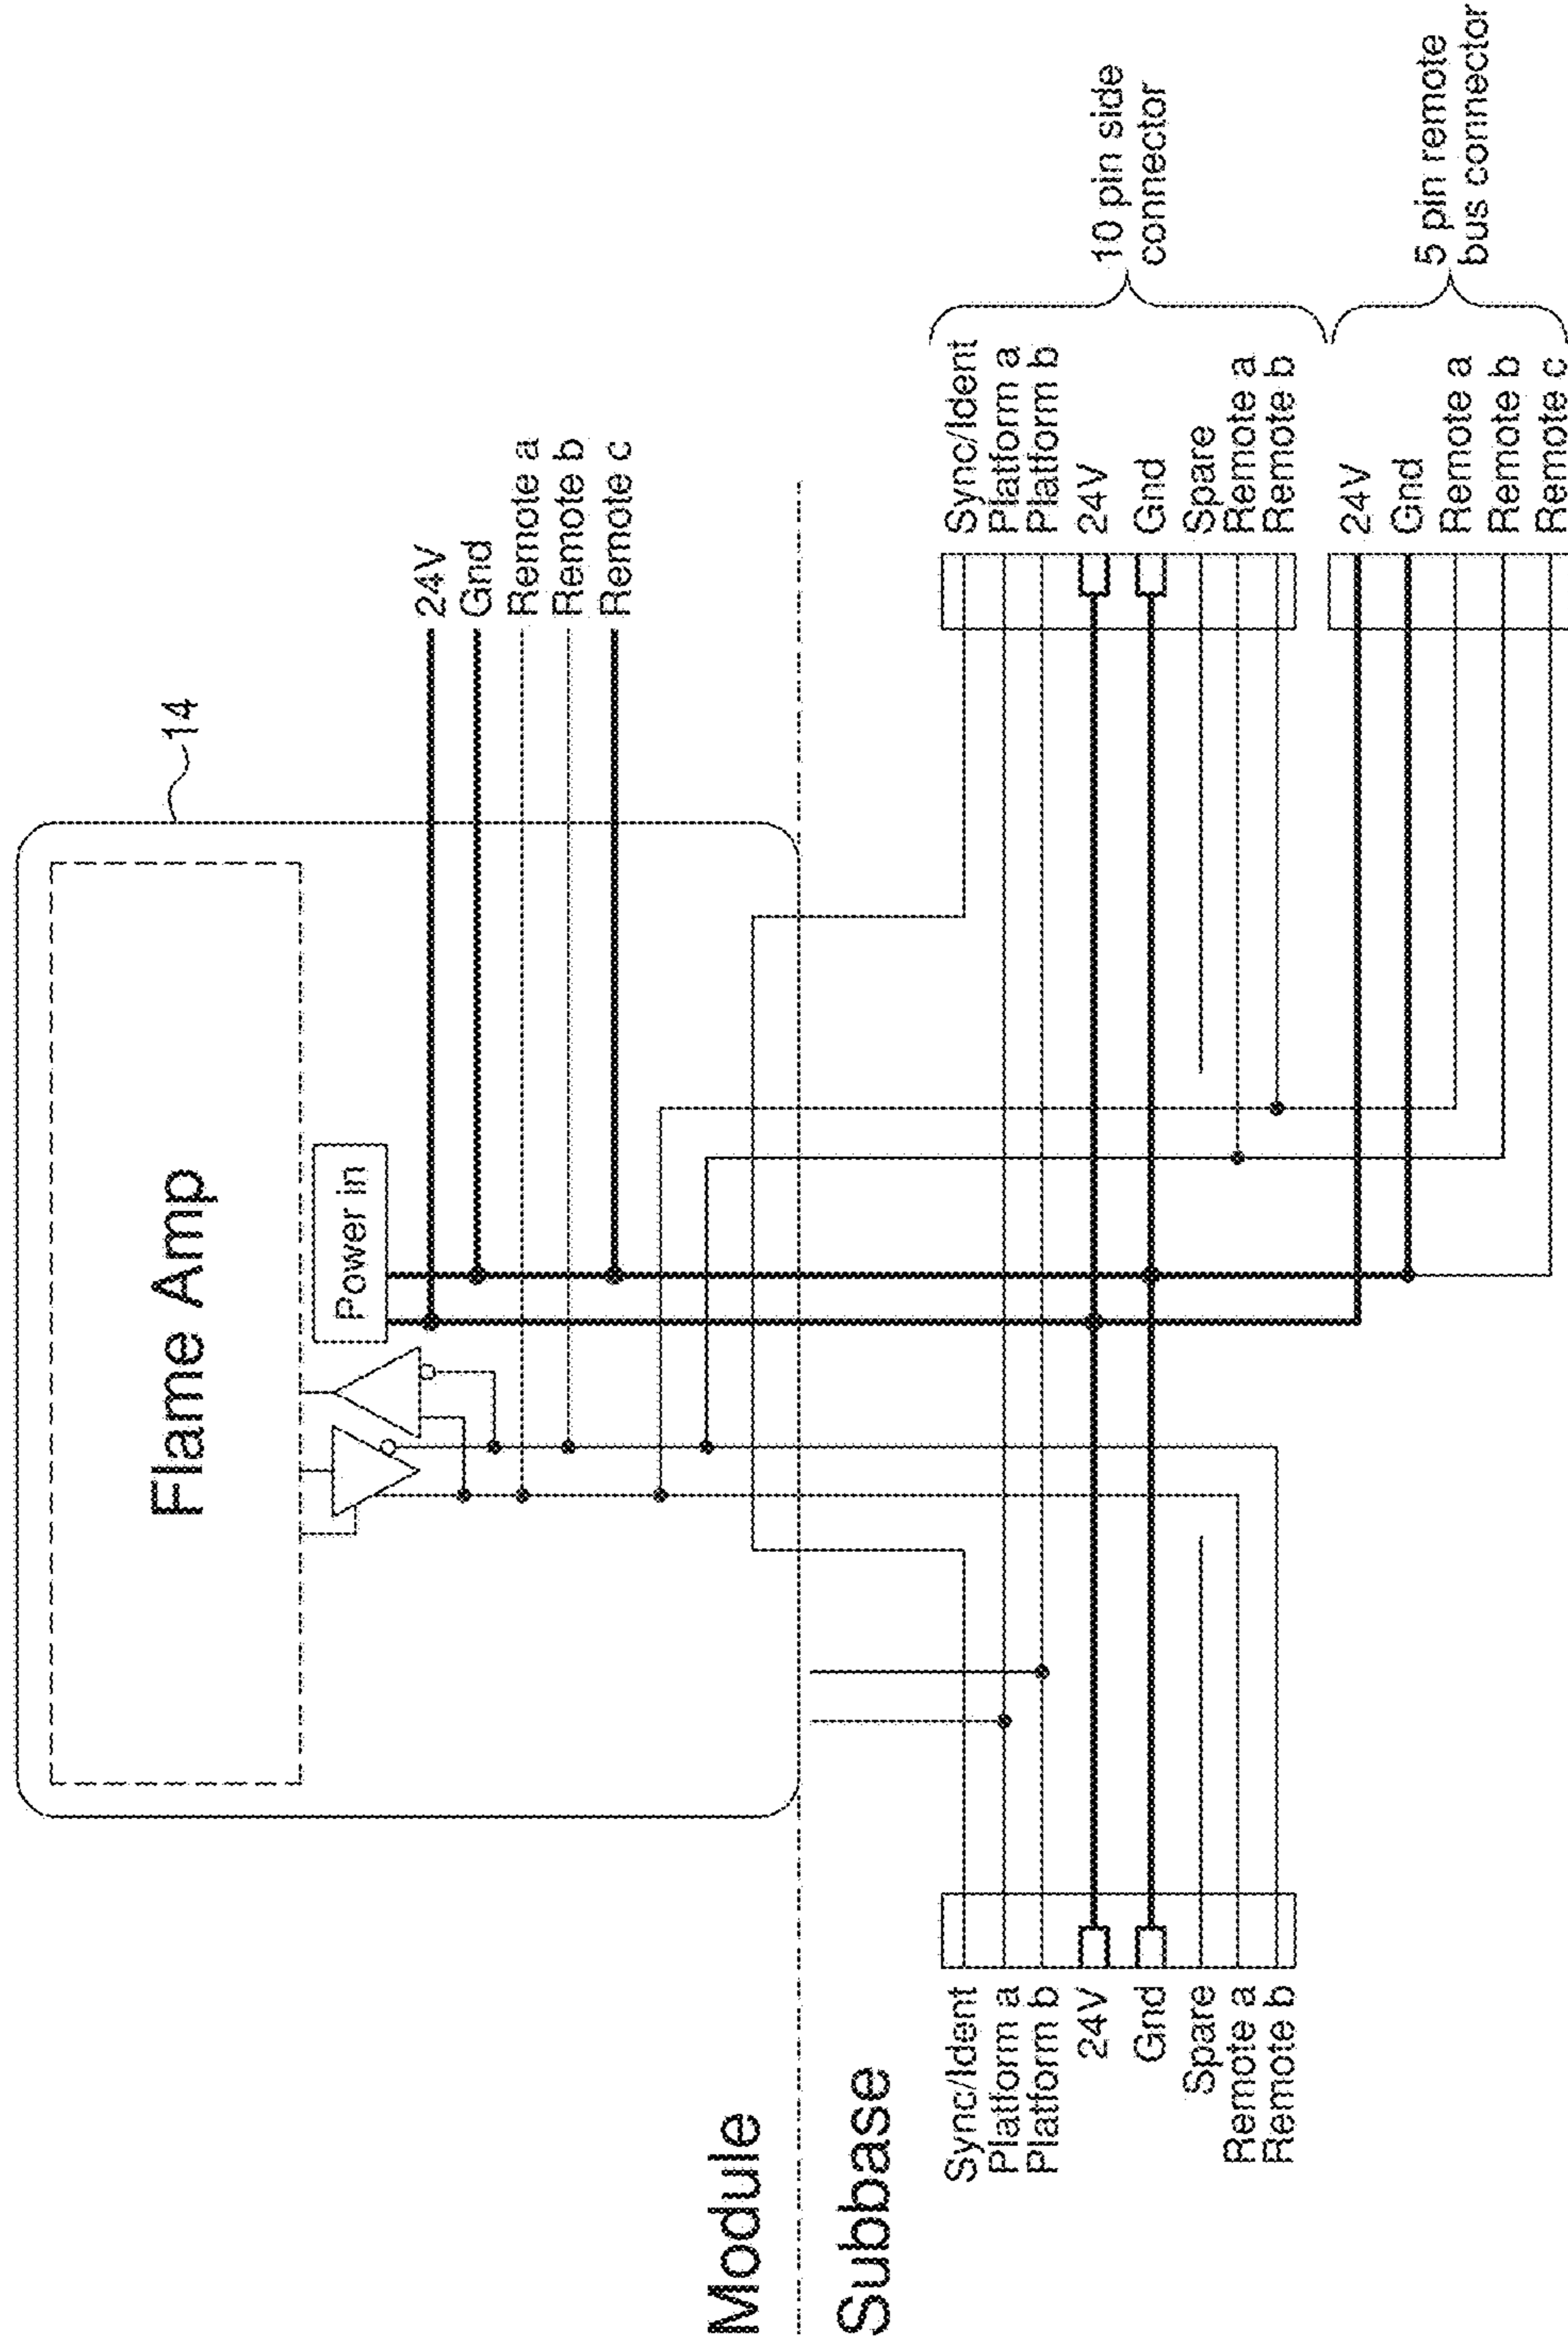 Flame Amp
14
Power in
24V
Gnd
Remote a
Remote b
Remote c
Module
Subbase
Sync/Ident
Platform a
Platform b
24V
Gnd
Spare
Remote a
Remote b
Sync/Ident
Platform a
Platform b
24V
Gnd
Spare
Remote a
Remote b
10 pin side
connector
24V
Gnd
Remote a
Remote b
Remote c
5 pin remote
bus connector